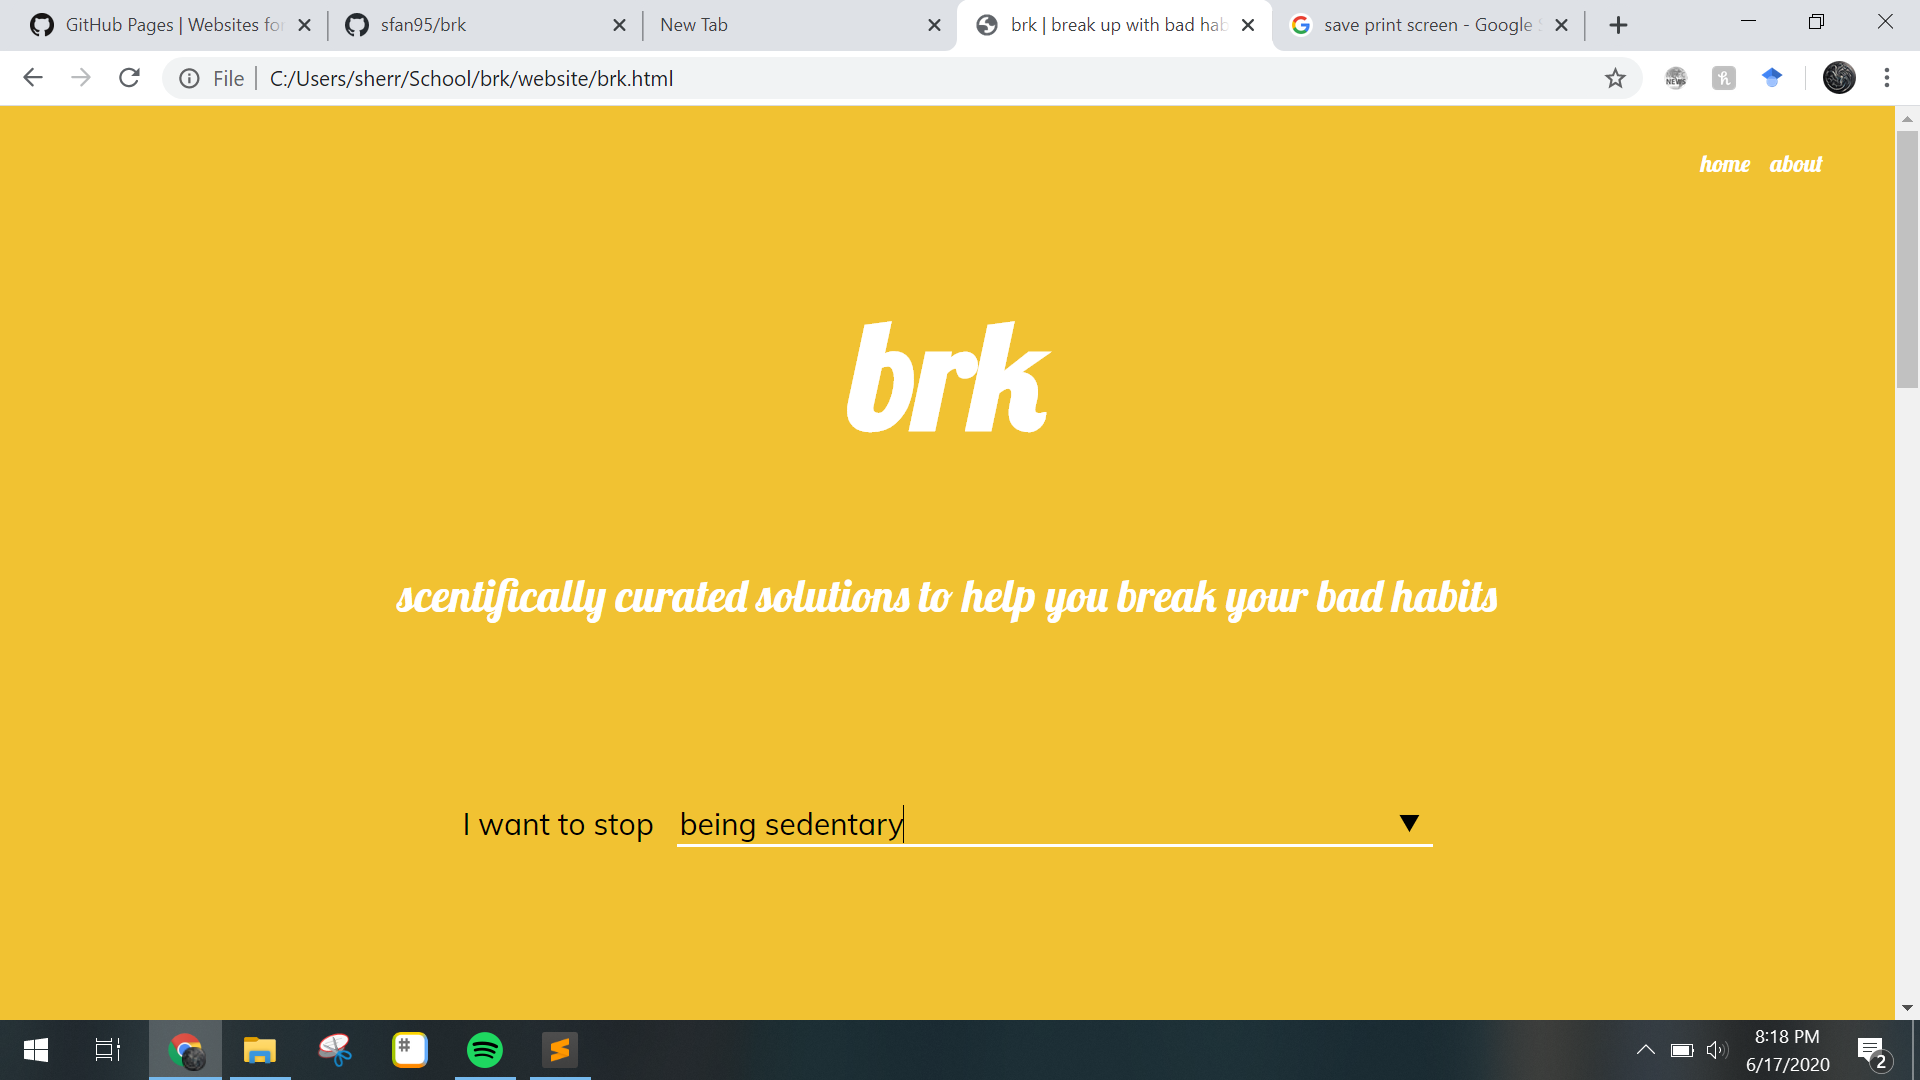 GitHub Pages | Websites for
sfan95/brk
New Tab
brk | break up with bad hab
save print screen - Google S
File
C:/Users/sherr/School/brk/website/brk.html
NEWS
h
home about
brk
scentifically curated solutions to help you break your bad habits
I want to stop being sedentary
#
8:18 PM
6/17/2020
2